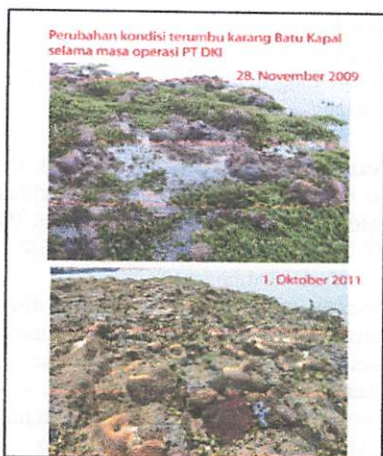 Perubahan kondisi terumbu karang Batu Kapal
selama masa operasi PT DKI
28. November 2009
1. Oktober 2011